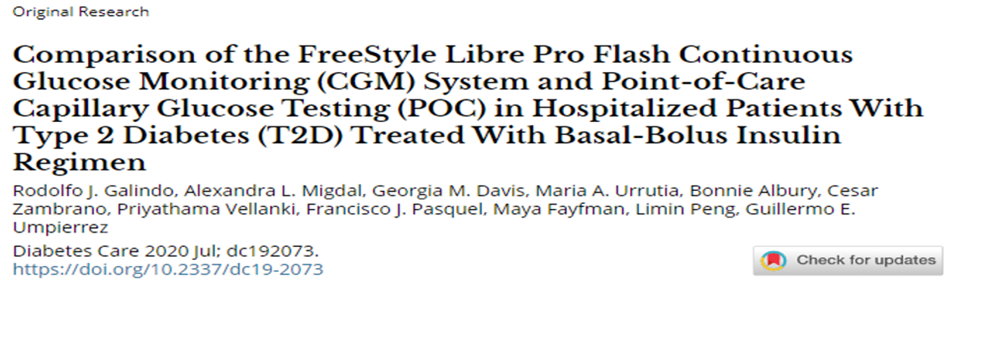 Original Research
Comparison of the FreeStyle Libre Pro Flash Continuous
Glucose Monitoring (CGM) System and Point-of-Care
Capillary Glucose Testing (POC) in Hospitalized Patients With
Type 2 Diabetes (T2D) Treated With Basal-Bolus Insulin
Regimen
Rodolfo J. Galindo, Alexandra L. Migdal, Georgia M. Davis, Maria A. Urrutia, Bonnie Albury, Cesar
Zambrano, Priyathama Vellanki, Francisco J. Pasquel, Maya Fayfman, Limin Peng, Guillermo E.
Umpierrez
Diabetes Care 2020 Jul; dc192073.
https://doi.org/10.2337/dc19-2073
Check for updates